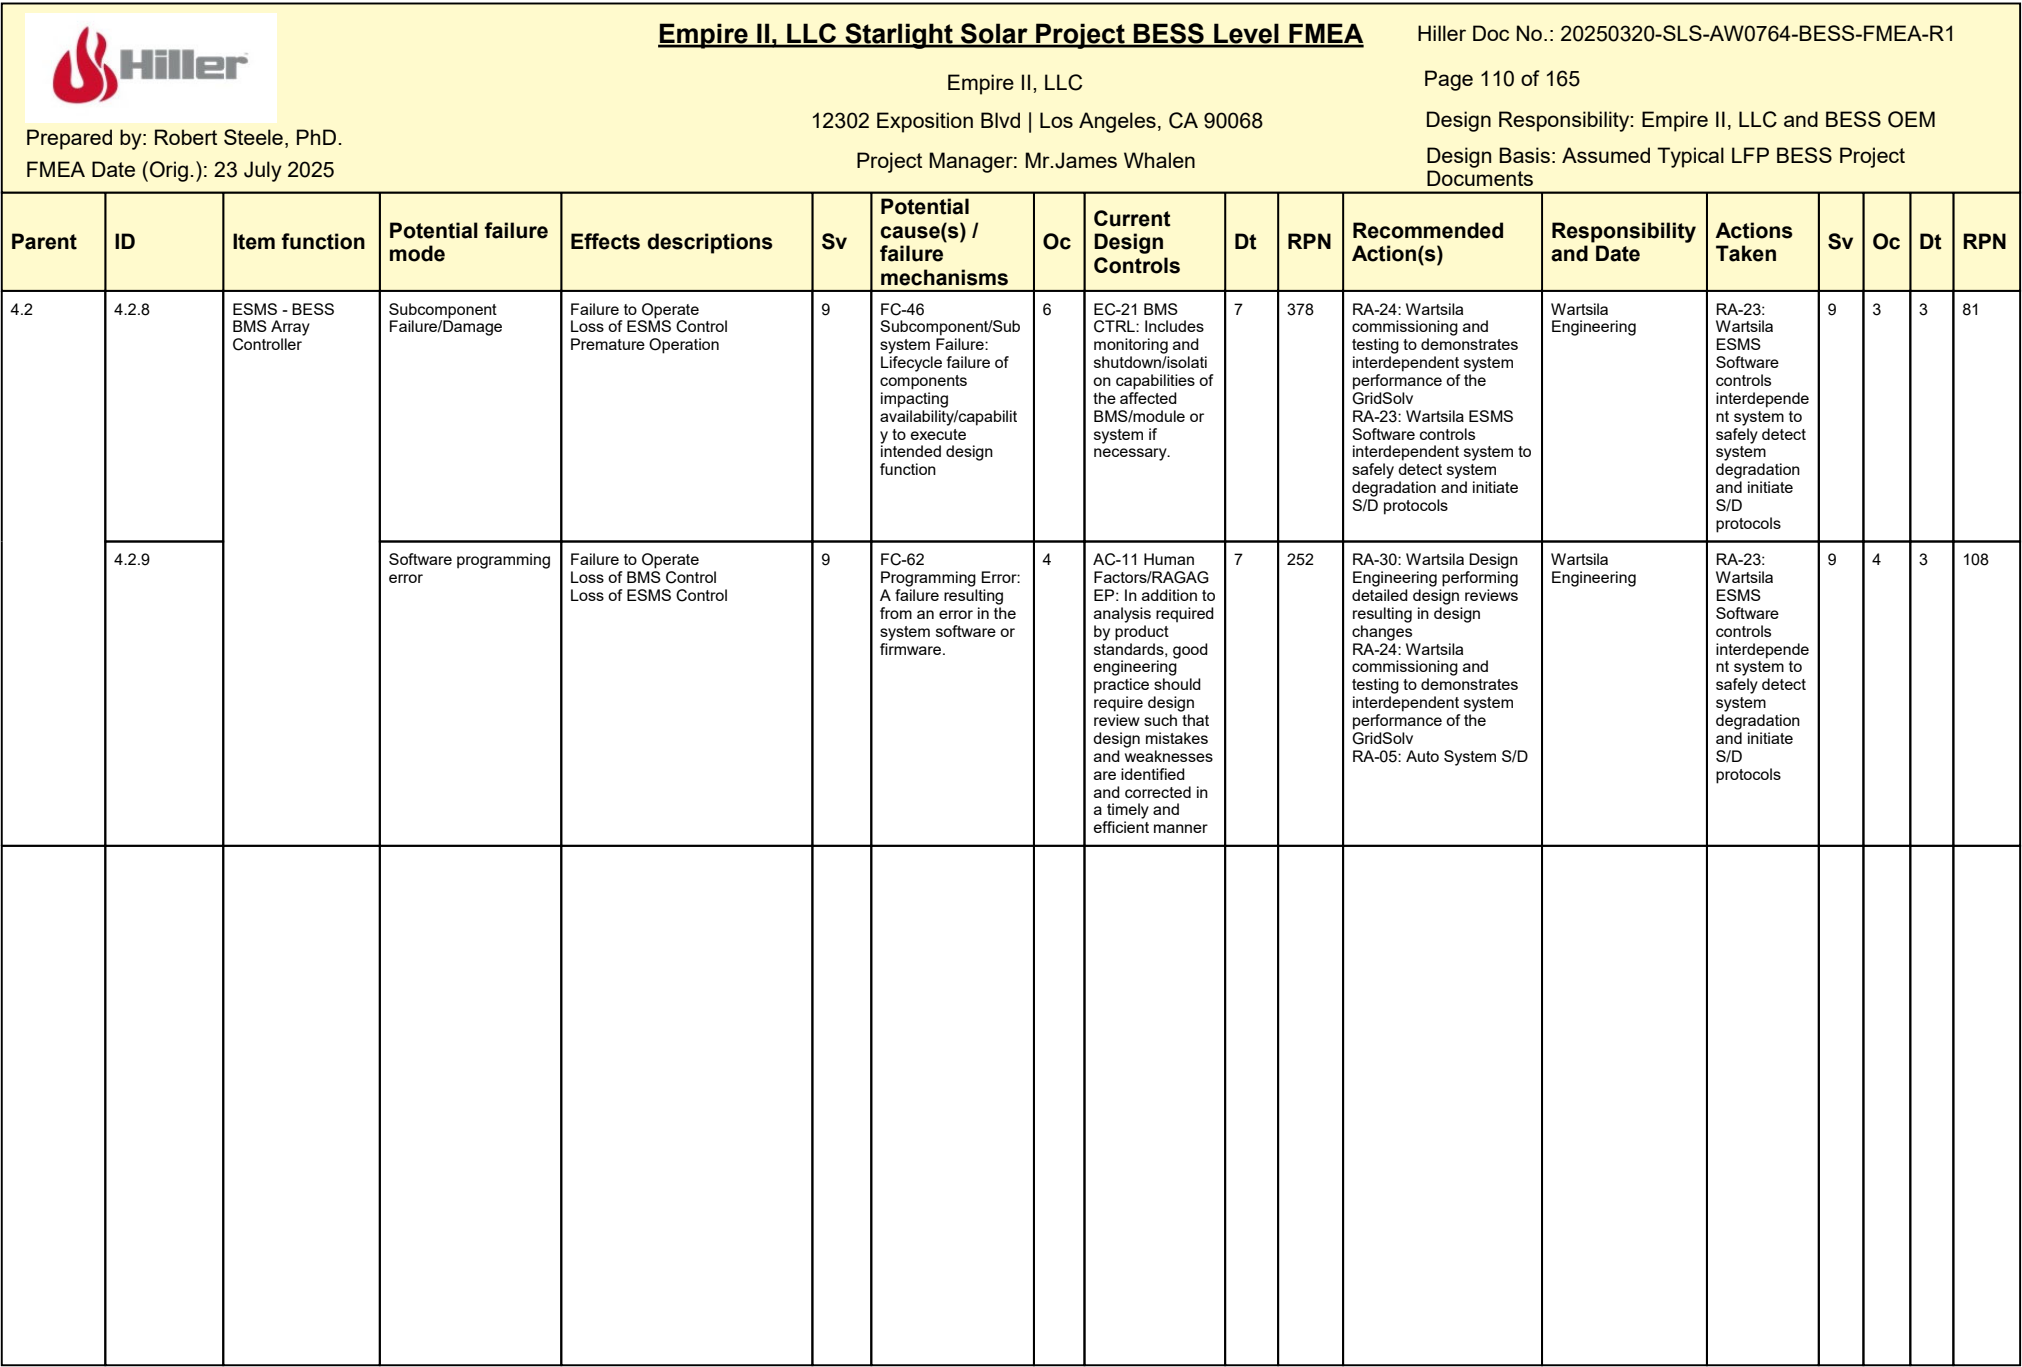 Hiller
Prepared by: Robert Steele, PhD.
FMEA Date (Orig.): 23 July 2025
Empire II, LLC Starlight Solar Project BESS Level FMEA
Empire II, LLC
12302 Exposition Blvd | Los Angeles, CA 90068
Project Manager: Mr.James Whalen
Hiller Doc No.: 20250320-SLS-AW0764-BESS-FMEA-R1
Page 110 of 165
Design Responsibility: Empire II, LLC and BESS OEM
Design Basis: Assumed Typical LFP BESS Project
Documents
Parent
ID
Item function
Potential failure
mode
Effects descriptions
Sv
Potential
cause(s) /
failure
mechanisms
Oc
Current
Design
Controls
Dt
RPN
Recommended
Action(s)
Responsibility
and Date
Actions
Taken
Sv
Oc
Dt
RPN
4.2
4.2.8
ESMS - BESS
BMS Array
Controller
Subcomponent
Failure/Damage
Failure to Operate
Loss of ESMS Control
Premature Operation
9
FC-46
Subcomponent/Sub
system Failure:
Lifecycle failure of
components
impacting
availability/capabilit
y to execute
intended design
function
6
EC-21 BMS
CTRL: Includes
monitoring and
shutdown/isolati
on capabilities of
the affected
BMS/module or
system if
necessary.
7
378
RA-24: Wartsila
commissioning and
testing to demonstrates
interdependent system
performance of the
GridSolv
RA-23: Wartsila ESMS
Software controls
interdependent system to
safely detect system
degradation and initiate
S/D protocols
Wartsila
Engineering
RA-23:
Wartsila
ESMS
Software
controls
interdepende
nt system to
safely detect
system
degradation
and initiate
S/D
protocols
9
3
3
81
4.2.9
Software programming
error
Failure to Operate
Loss of BMS Control
Loss of ESMS Control
9
FC-62
Programming Error:
A failure resulting
from an error in the
system software or
firmware.
4
AC-11 Human
Factors/RAGAG
EP: In addition to
analysis required
by product
standards, good
engineering
practice should
require design
review such that
design mistakes
and weaknesses
are identified
and corrected in
a timely and
efficient manner
7
252
RA-30: Wartsila Design
Engineering performing
detailed design reviews
resulting in design
changes
RA-24: Wartsila
commissioning and
testing to demonstrates
interdependent system
performance of the
GridSolv
RA-05: Auto System S/D
Wartsila
Engineering
RA-23:
Wartsila
ESMS
Software
controls
interdepende
nt system to
safely detect
system
degradation
and initiate
S/D
protocols
9
4
3
108